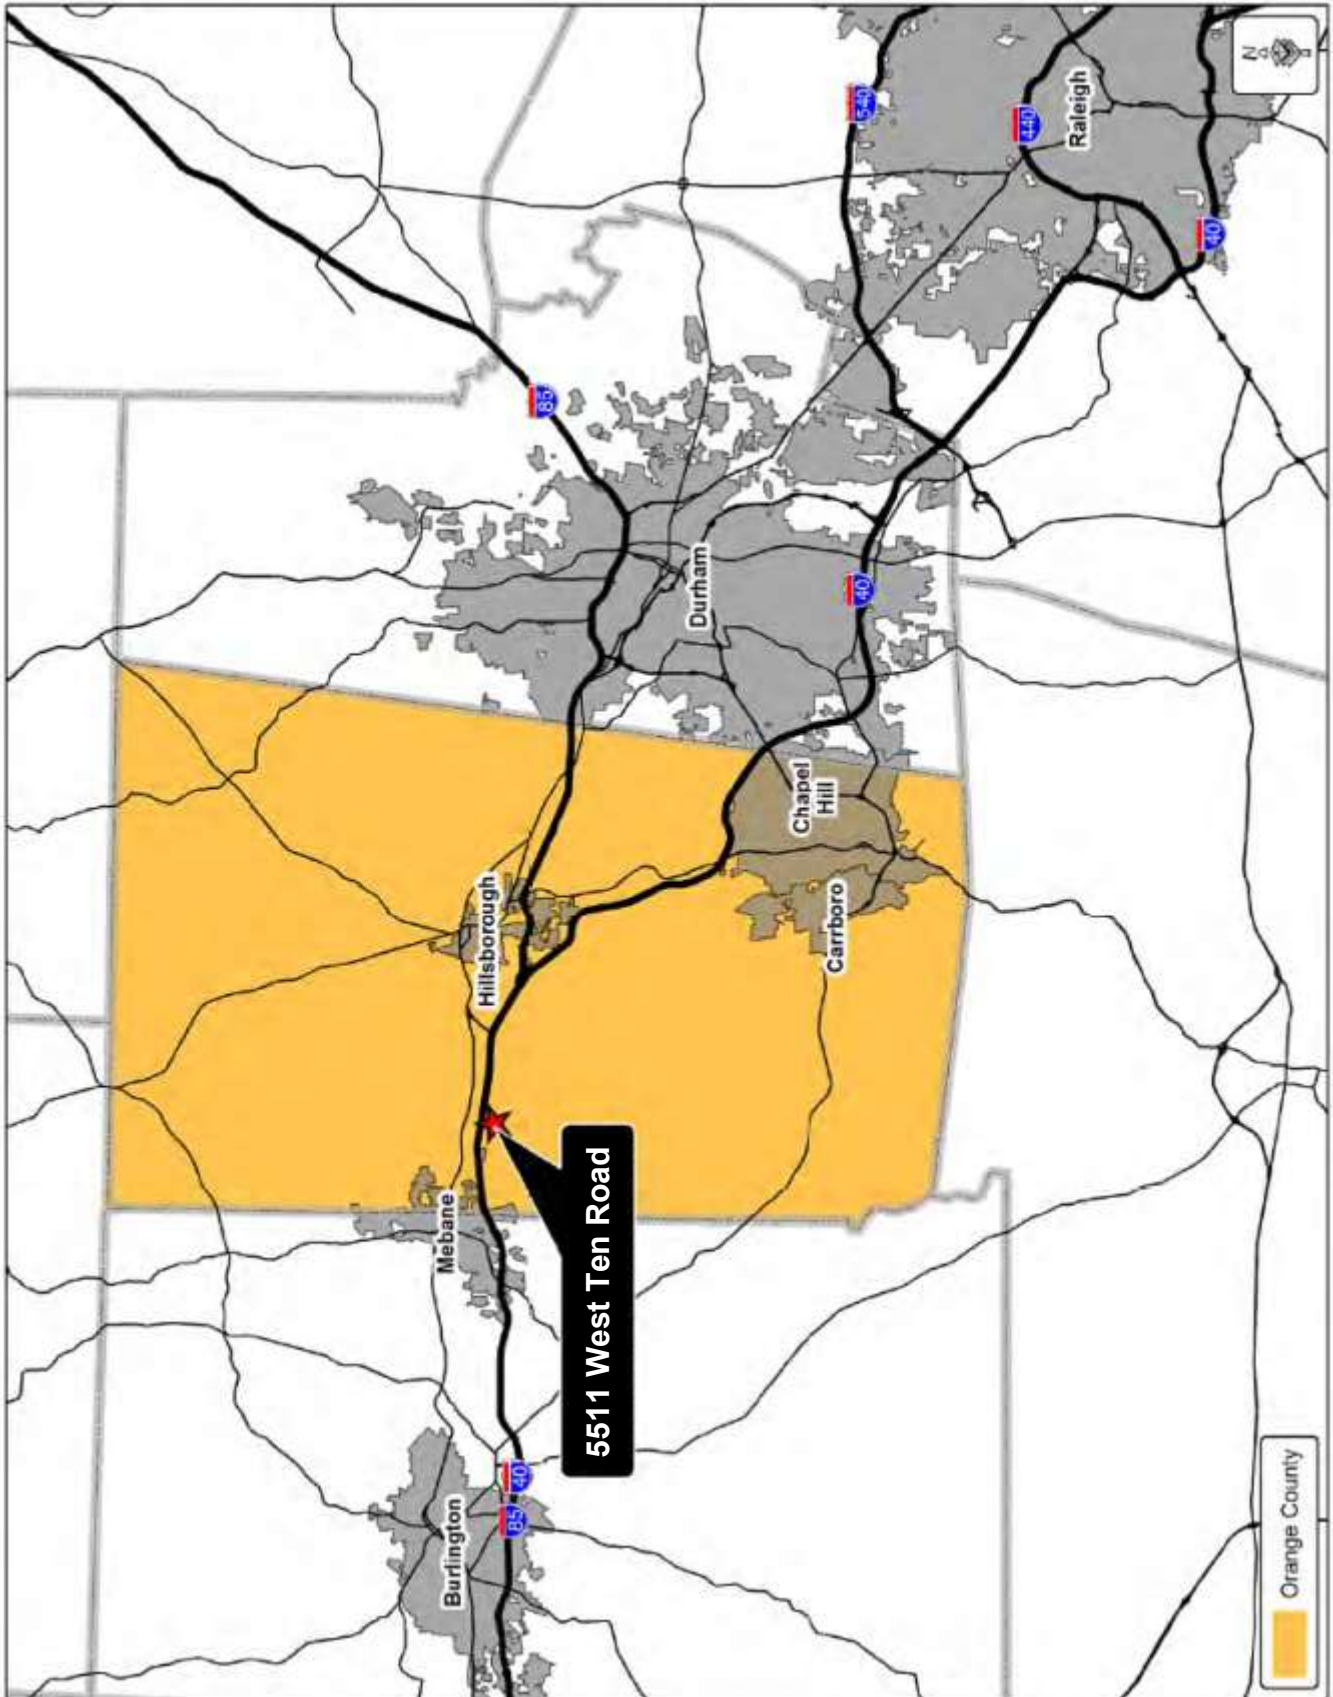 N
540
440
Raleigh
40
85
Durham
40
Chapel
Hill
Hillsborough
Carrboro
Mebane
5511 West Ten Road
40
85
Burlington
Orange County